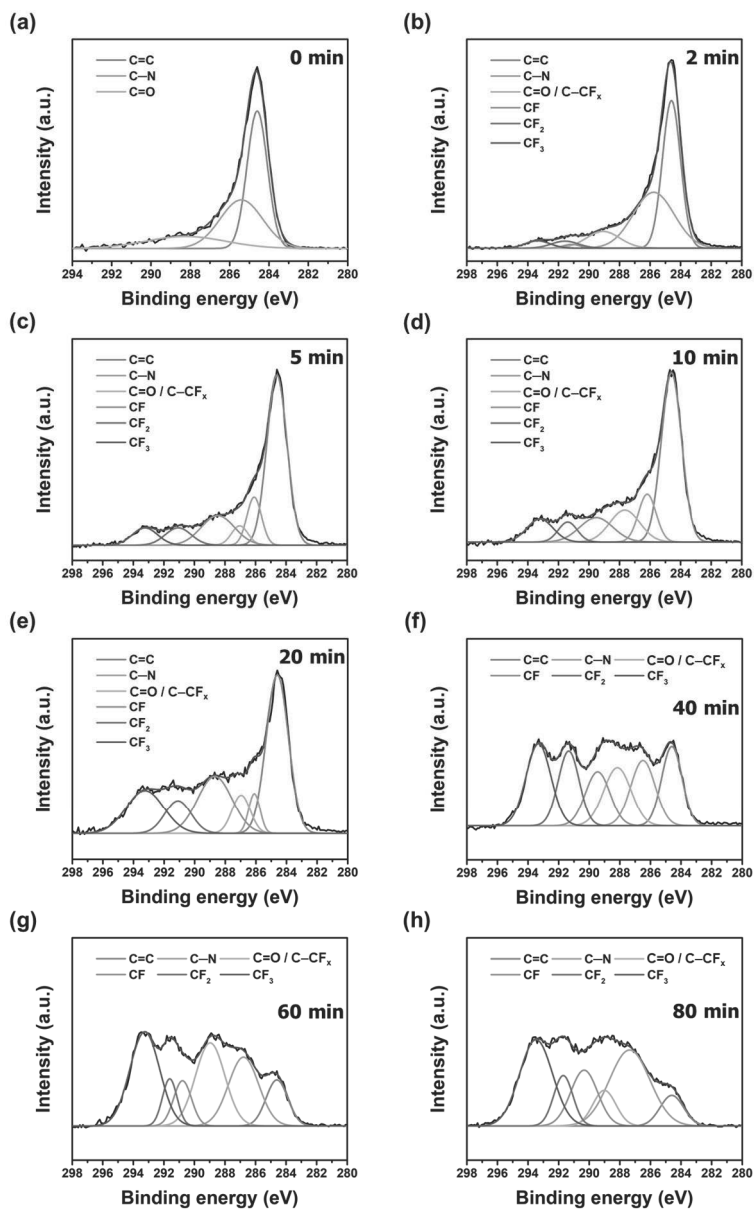 (a)
0 min
C=C
C–N
C=O
Intensity (a.u.)
294 292 290 288 286 284 282 280
Binding energy (eV)
(b)
2 min
C=C
C–N
C=O / C–CFx
CF
CF2
CF3
Intensity (a.u.)
298 296 294 292 290 288 286 284 282 280
Binding energy (eV)
(c)
5 min
C=C
C–N
C=O / C–CFx
CF
CF2
CF3
Intensity (a.u.)
298 296 294 292 290 288 286 284 282 280
Binding energy (eV)
(d)
10 min
C=C
C–N
C=O / C–CFx
CF
CF2
CF3
Intensity (a.u.)
298 296 294 292 290 288 286 284 282 280
Binding energy (eV)
(e)
20 min
C=C
C–N
C=O / C–CFx
CF
CF2
CF3
Intensity (a.u.)
298 296 294 292 290 288 286 284 282 280
Binding energy (eV)
(f)
C=C C–N C=O / C–CFx
CF CF2 CF3
40 min
Intensity (a.u.)
298 296 294 292 290 288 286 284 282 280
Binding energy (eV)
(g)
C=C C–N C=O / C–CFx
CF CF2 CF3
60 min
Intensity (a.u.)
298 296 294 292 290 288 286 284 282 280
Binding energy (eV)
(h)
C=C C–N C=O / C–CFx
CF CF2 CF3
80 min
Intensity (a.u.)
298 296 294 292 290 288 286 284 282 280
Binding energy (eV)